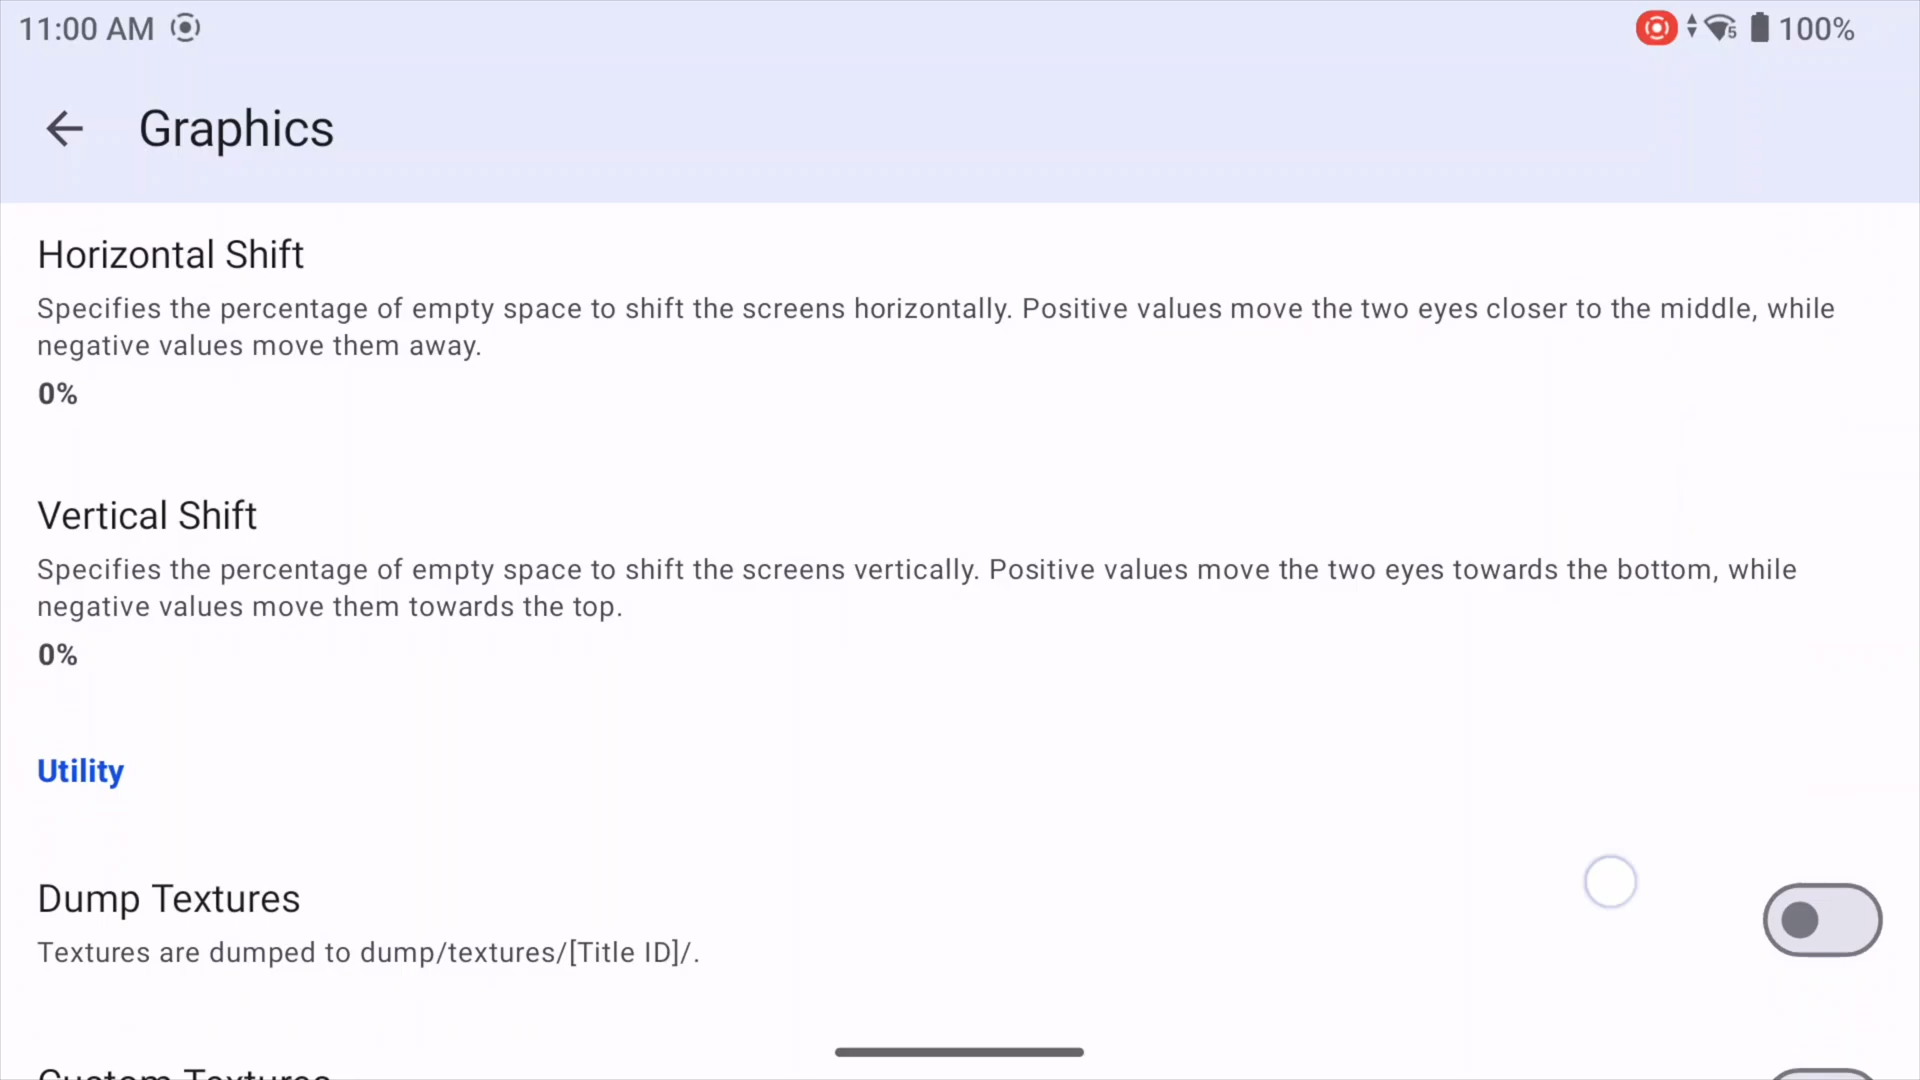 11:00 AM
5
100%
Graphics
Horizontal Shift
Specifies the percentage of empty space to shift the screens horizontally. Positive values move the two eyes closer to the middle, while
negative values move them away.
0%
Vertical Shift
Specifies the percentage of empty space to shift the screens vertically. Positive values move the two eyes towards the bottom, while
negative values move them towards the top.
0%
Utility
Dump Textures
Textures are dumped to dump/textures/[Title ID]/.
Custom Textures